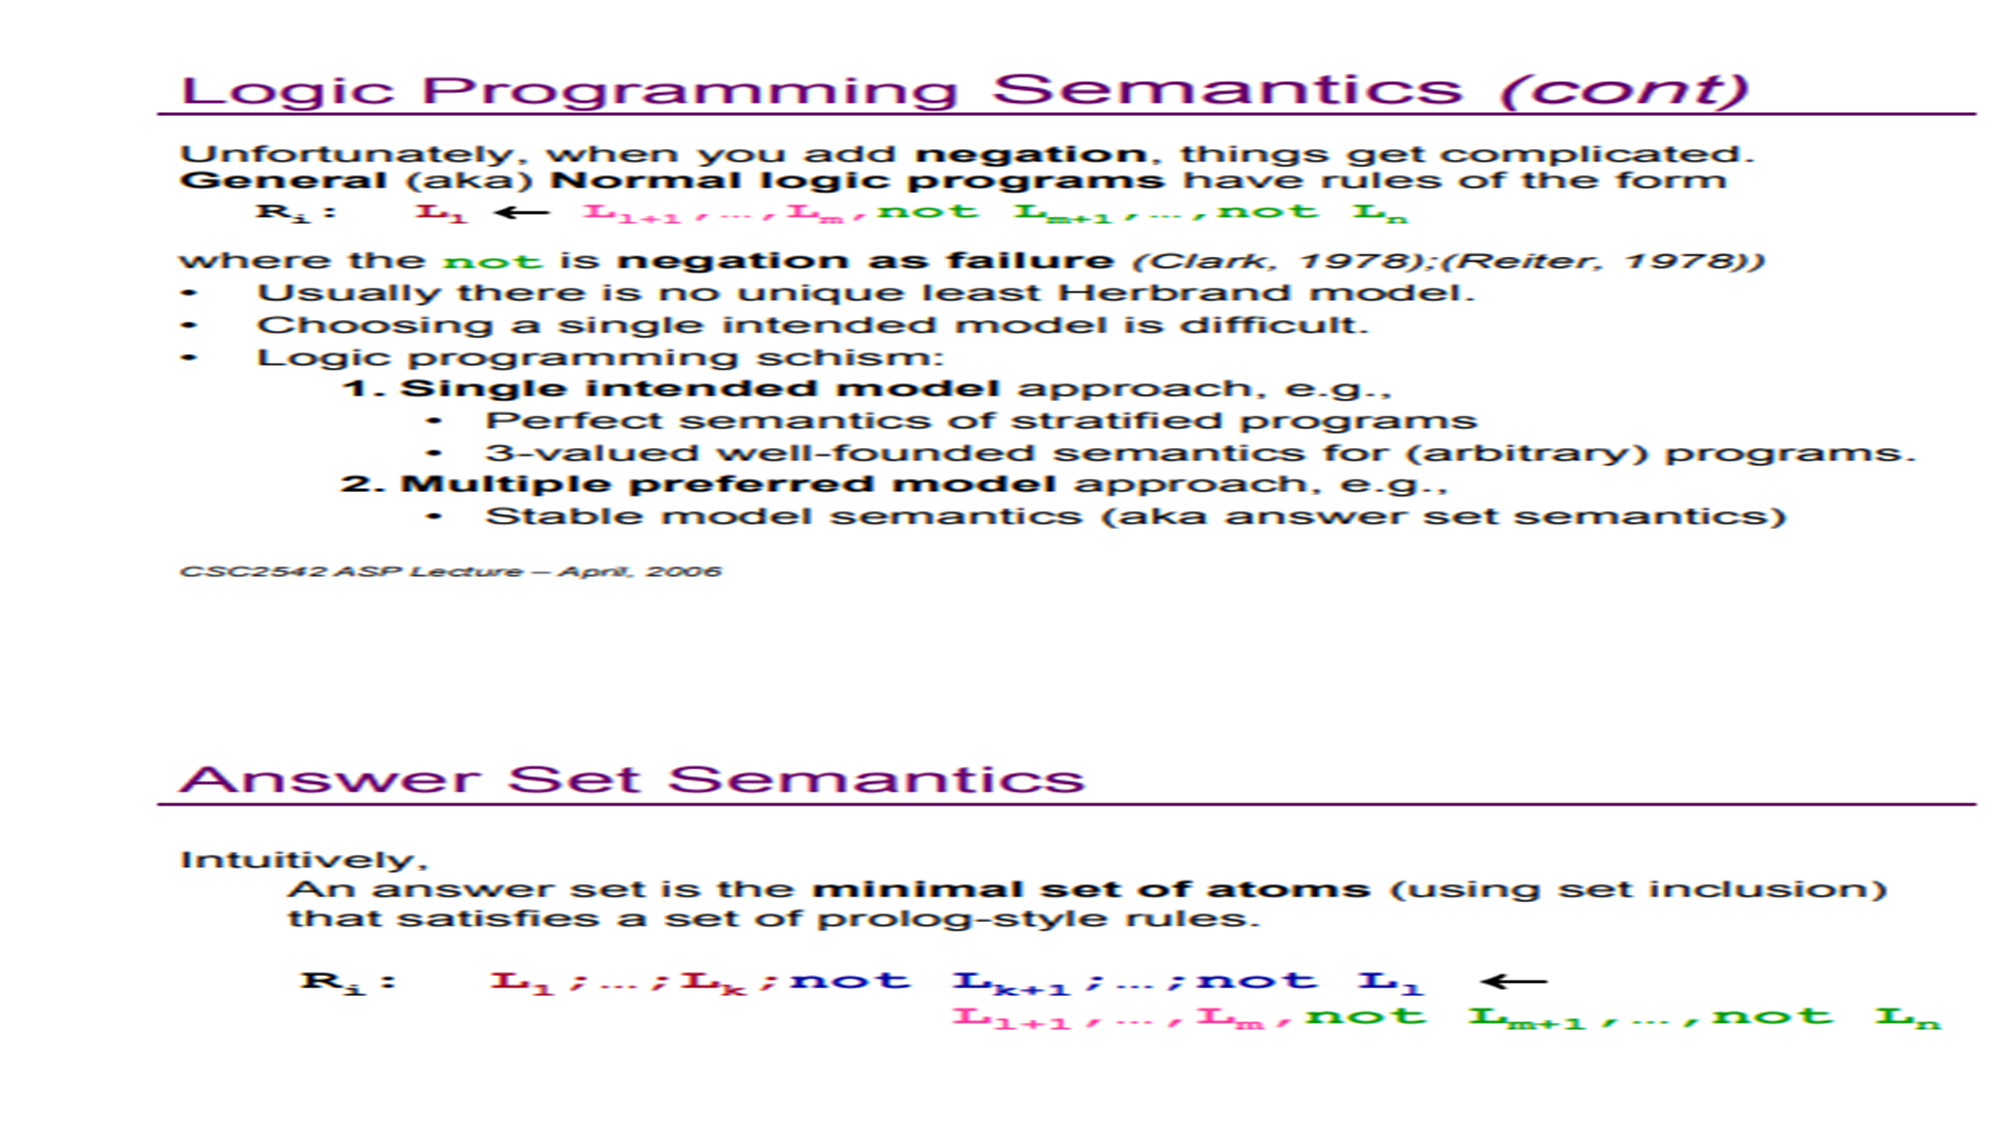 Logic Programming Semantics (cont)
Unfortunately, when you add negation, things get complicated.
General (aka) Normal logic programs have rules of the form
Ri: Ll ← Ll+1,…,Lm,not Lm+1,…,not Ln
where the not is negation as failure (Clark, 1978);(Reiter, 1978))
• Usually there is no unique least Herbrand model.
• Choosing a single intended model is difficult.
• Logic programming schism:
1. Single intended model approach, e.g.,
• Perfect semantics of stratified programs
• 3-valued well-founded semantics for (arbitrary) programs.
2. Multiple preferred model approach, e.g.,
• Stable model semantics (aka answer set semantics)
CSC2542 ASP Lecture – April, 2006
Answer Set Semantics
Intuitively,
An answer set is the minimal set of atoms (using set inclusion)
that satisfies a set of prolog-style rules.
Ri: L1;…;Lk;not Lk+1;…;not Ll ←
Ll+1,…,Lm,not Lm+1,…,not Ln